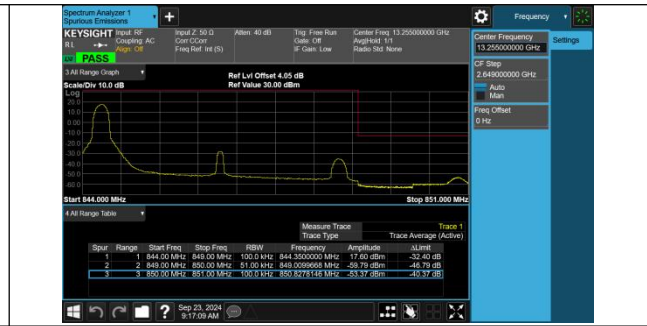 Spectrum Analyzer 1
Spurious Emissions
+
Frequency
KEYSIGHT Input: RF Input Z: 50 Ω Atten: 40 dB Trig: Free Run Center Freq: 13.255000000 GHz
RL Coupling: AC Corr CCorr Gate: Off Avg|Hold: 1/1
Align: Off Freq Ref: Int (S) IF Gain: Low Radio Std: None
PASS
Center Frequency
13.255000000 GHz
Settings
CF Step
2.649000000 GHz
Auto
Man
Freq Offset
0 Hz
3 All Range Graph
Ref Lvl Offset 4.05 dB
Scale/Div 10.0 dB Ref Value 30.00 dBm
Log
20.0
10.0
0.00
-10.0
-20.0
-30.0
-40.0
-50.0
-60.0
Start 844.000 MHz Stop 851.000 MHz
4 All Range Table
Measure Trace Trace 1
Trace Type Trace Average (Active)
Spur Range Start Freq Stop Freq RBW Frequency Amplitude ΔLimit
1 1 844.00 MHz 849.00 MHz 100.0 kHz 844.3500000 MHz 17.60 dBm -32.40 dB
2 2 849.00 MHz 850.00 MHz 51.00 kHz 849.0099668 MHz -59.79 dBm -46.79 dB
3 3 850.00 MHz 851.00 MHz 100.0 kHz 850.8278146 MHz -53.37 dBm -40.37 dB
Sep 23, 2024
9:17:09 AM